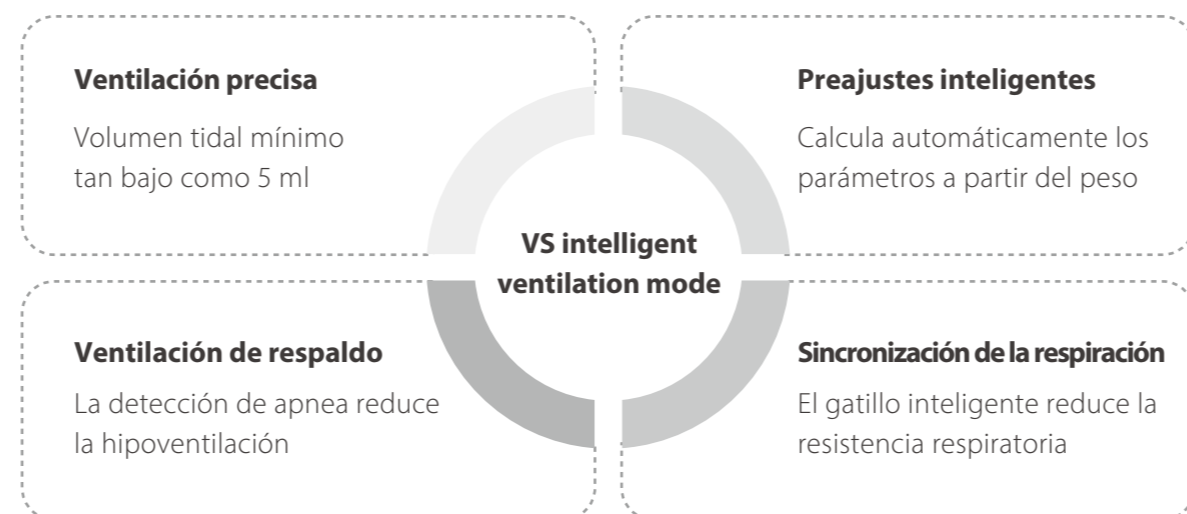 Ventilación precisa
Volumen tidal mínimo
tan bajo como 5 ml
Preajustes inteligentes
Calcula automáticamente los
parámetros a partir del peso
VS intelligent
ventilation mode
Ventilación de respaldo
La detección de apnea reduce
la hipoventilación
Sincronización de la respiración
El gatillo inteligente reduce la
resistencia respiratoria